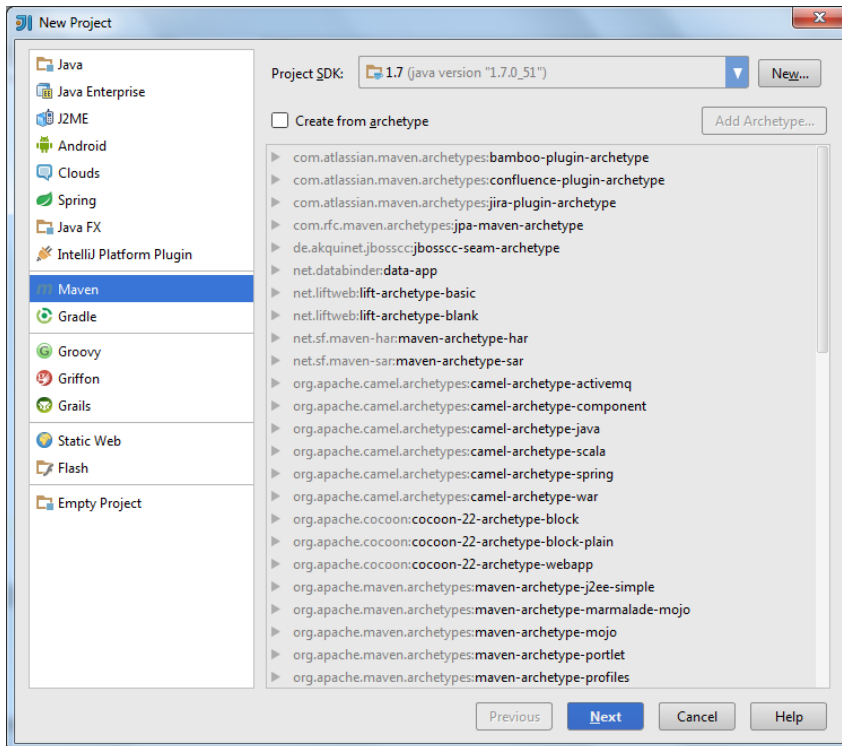 New Project
Java
Java Enterprise
J2ME
Android
Clouds
Spring
Java FX
IntelliJ Platform Plugin
Maven
Gradle
Groovy
Griffon
Grails
Static Web
Flash
Empty Project
Project SDK: 1.7 (java version "1.7.0_51") New...
Create from archetype Add Archetype...
com.atlassian.maven.archetypes:bamboo-plugin-archetype
com.atlassian.maven.archetypes:confluence-plugin-archetype
com.atlassian.maven.archetypes:jira-plugin-archetype
com.rfc.maven.archetypes:jpa-maven-archetype
de.akquinet.jbosscc:jbosscc-seam-archetype
net.databinder:data-app
net.liftweb:lift-archetype-basic
net.liftweb:lift-archetype-blank
net.sf.maven-har:maven-archetype-har
net.sf.maven-sar:maven-archetype-sar
org.apache.camel.archetypes:camel-archetype-activemq
org.apache.camel.archetypes:camel-archetype-component
org.apache.camel.archetypes:camel-archetype-java
org.apache.camel.archetypes:camel-archetype-scala
org.apache.camel.archetypes:camel-archetype-spring
org.apache.camel.archetypes:camel-archetype-war
org.apache.cocoon:cocoon-22-archetype-block
org.apache.cocoon:cocoon-22-archetype-block-plain
org.apache.cocoon:cocoon-22-archetype-webapp
org.apache.maven.archetypes:maven-archetype-j2ee-simple
org.apache.maven.archetypes:maven-archetype-marmalade-mojo
org.apache.maven.archetypes:maven-archetype-mojo
org.apache.maven.archetypes:maven-archetype-portlet
org.apache.maven.archetypes:maven-archetype-profiles
Previous Next Cancel Help